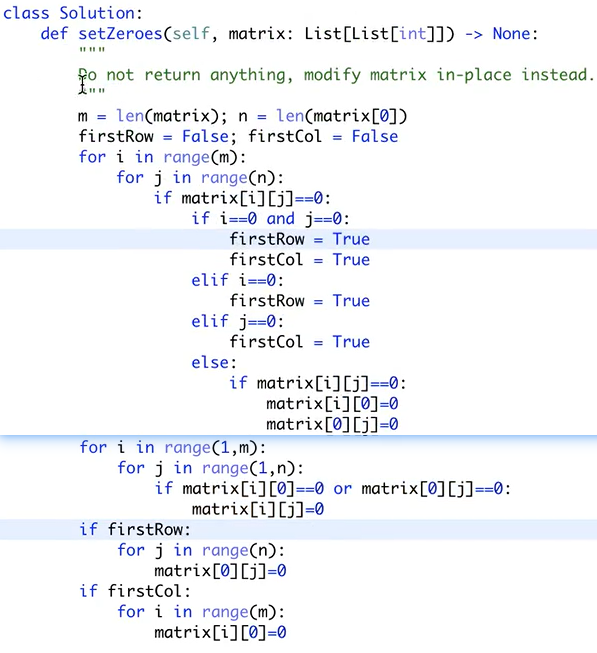 class Solution:
    def setZeroes(self, matrix: List[List[int]]) -> None:
        """
        Do not return anything, modify matrix in-place instead.
        """
        m = len(matrix); n = len(matrix[0])
        firstRow = False; firstCol = False
        for i in range(m):
            for j in range(n):
                if matrix[i][j]==0:
                    if i==0 and j==0:
                        firstRow = True
                        firstCol = True
                    elif i==0:
                        firstRow = True
                    elif j==0:
                        firstCol = True
                    else:
                        if matrix[i][j]==0:
                            matrix[i][0]=0
                            matrix[0][j]=0
        for i in range(1,m):
            for j in range(1,n):
                if matrix[i][0]==0 or matrix[0][j]==0:
                    matrix[i][j]=0
        if firstRow:
            for j in range(n):
                matrix[0][j]=0
        if firstCol:
            for i in range(m):
                matrix[i][0]=0